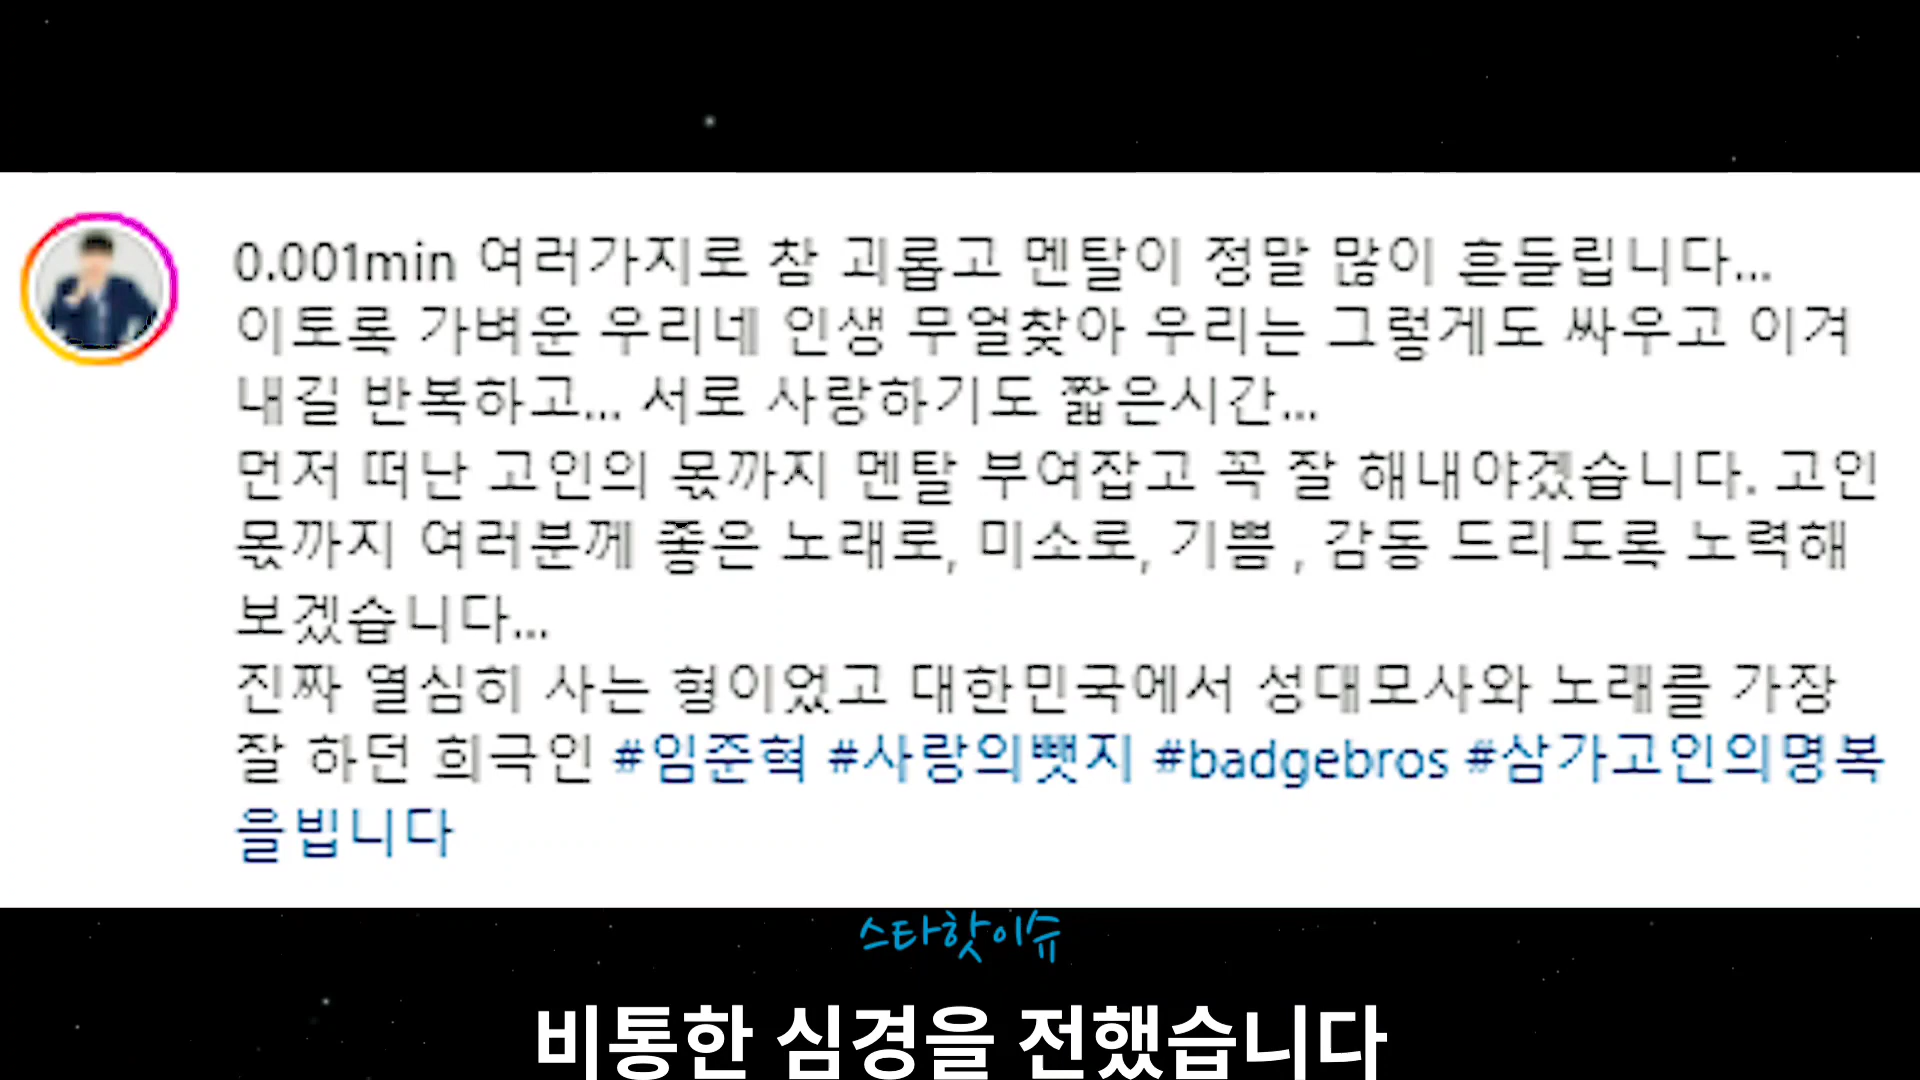 0.001min 여러가지로 참 괴롭고 멘탈이 정말 많이 흔들립니다...
이토록 가벼운 우리네 인생 무얼찾아 우리는 그렇게도 싸우고 이겨
내길 반복하고... 서로 사랑하기도 짧은시간...
먼저 떠난 고인의 몫까지 멘탈 부여잡고 꼭 잘 해내야겠습니다. 고인
몫까지 여러분께 좋은 노래로, 미소로, 기쁨 , 감동 드리도록 노력해
보겠습니다...
진짜 열심히 사는 형이었고 대한민국에서 성대모사와 노래를 가장
잘 하던 희극인 #임준혁 #사랑의뺏지 #badgebros #삼가고인의명복
을빕니다
스타핫이슈
비통한 심경을 전했습니다